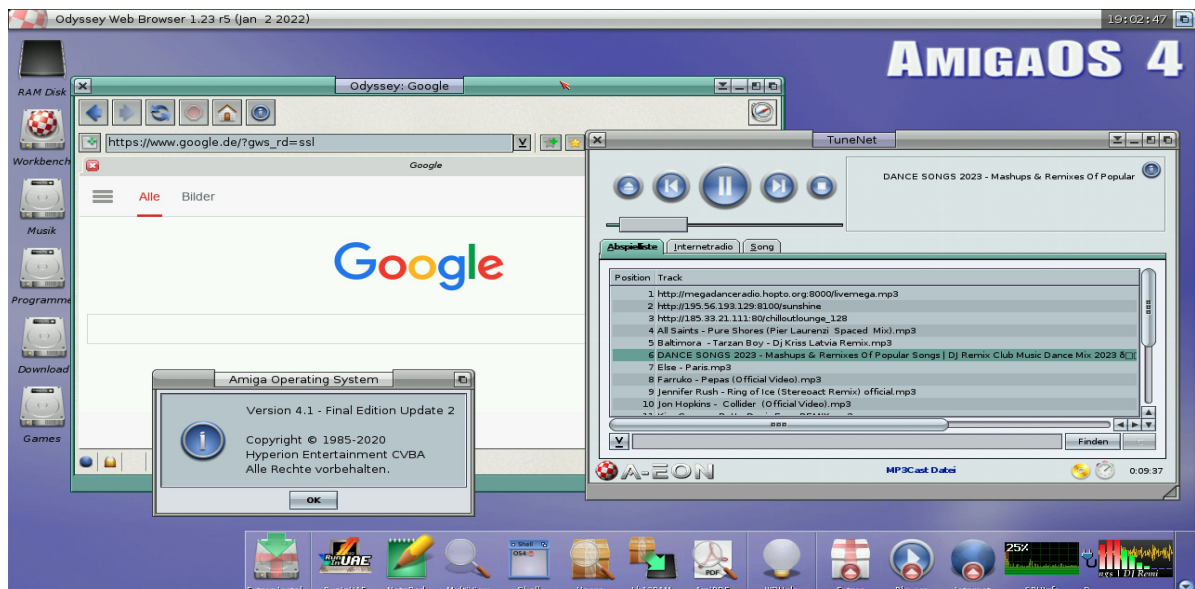 Odyssey Web Browser 1.23 r5 (Jan 2 2022)
19:02:47
AMIGAOS 4
RAM Disk
Workbench
Musik
Programme
Download
Games
Odyssey: Google
https://www.google.de/?gws_rd=ssl
Google
Alle Bilder
Google
Amiga Operating System
Version 4.1 - Final Edition Update 2
Copyright © 1985-2020
Hyperion Entertainment CVBA
Alle Rechte vorbehalten.
OK
TuneNet
DANCE SONGS 2023 - Mashups & Remixes Of Popular
Abspielliste Internetradio Song
Position Track
1 http://megadanceradio.hopto.org:8000/livemega.mp3
2 http://195.56.193.129:8100/sunshine
3 http://185.33.21.111:80/chilloutlounge_128
4 All Saints - Pure Shores (Pier Laurenzi Spaced Mix).mp3
5 Baltimora - Tarzan Boy - Dj Kriss Latvia Remix.mp3
6 DANCE SONGS 2023 - Mashups & Remixes Of Popular Songs | DJ Remix Club Music Dance Mix 2023
7 Else - Paris.mp3
8 Farruko - Pepas (Official Video).mp3
9 Jennifer Rush - Ring of Ice (Stereoact Remix) official.mp3
10 Jon Hopkins - Collider (Official Video).mp3
Finden
A-EON
MP3Cast Datei
0:09:37
UAE
Shell
OS4
PDF
25%
DJ Remi